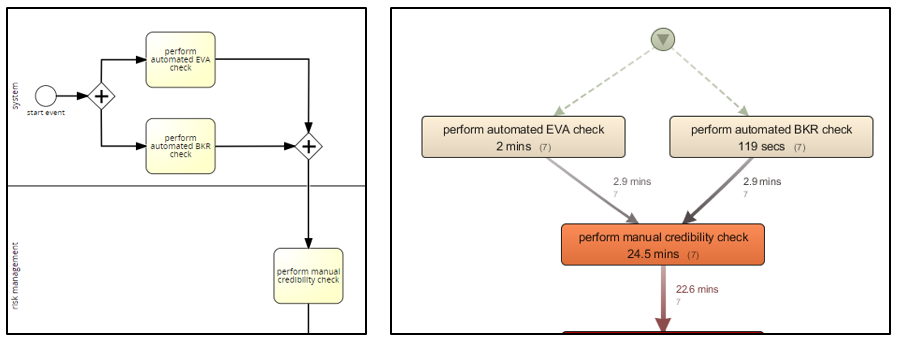 system
start event
perform
automated EVA
check
perform
automated BKR
check
risk management
perform manual
credibility check
perform automated EVA check
2 mins (7)
perform automated BKR check
119 secs (7)
2.9 mins
7
2.9 mins
7
perform manual credibility check
24.5 mins (7)
22.6 mins
7